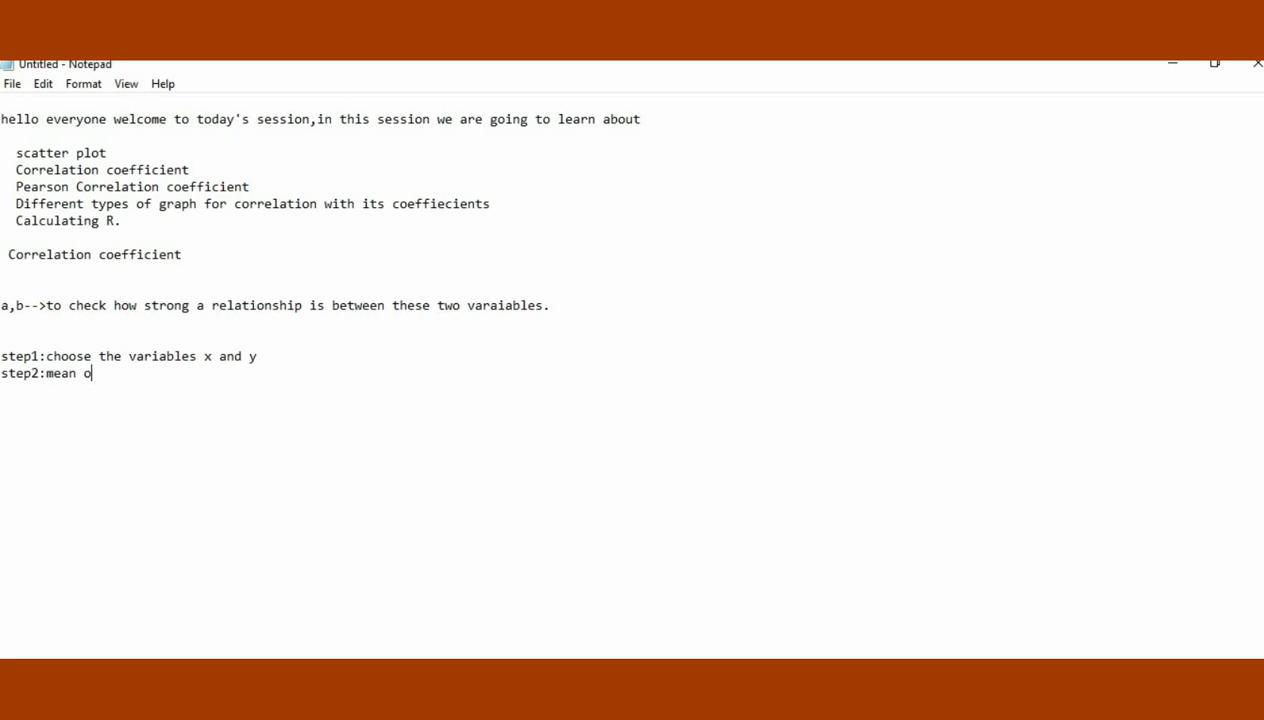 Untitled - Notepad
File Edit Format View Help
hello everyone welcome to today's session,in this session we are going to learn about
scatter plot
Correlation coefficient
Pearson Correlation coefficient
Different types of graph for correlation with its coeffiecients
Calculating R.
Correlation coefficient
a,b-->to check how strong a relationship is between these two varaiables.
step1:choose the variables x and y
step2:mean o